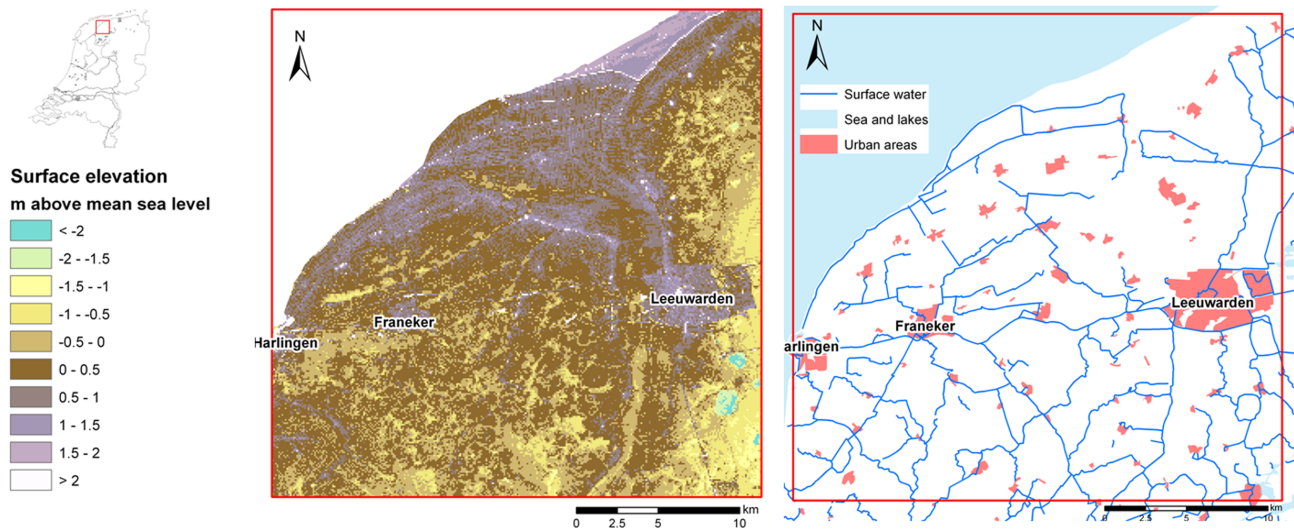 Surface elevation
m above mean sea level
< -2
-2 - -1.5
-1.5 - -1
-1 - -0.5
-0.5 - 0
0 - 0.5
0.5 - 1
1 - 1.5
1.5 - 2
> 2
N
Leeuwarden
Franeker
Harlingen
km
0 2.5 5 10
N
Surface water
Sea and lakes
Urban areas
Leeuwarden
Franeker
arlingen
km
0 2.5 5 10